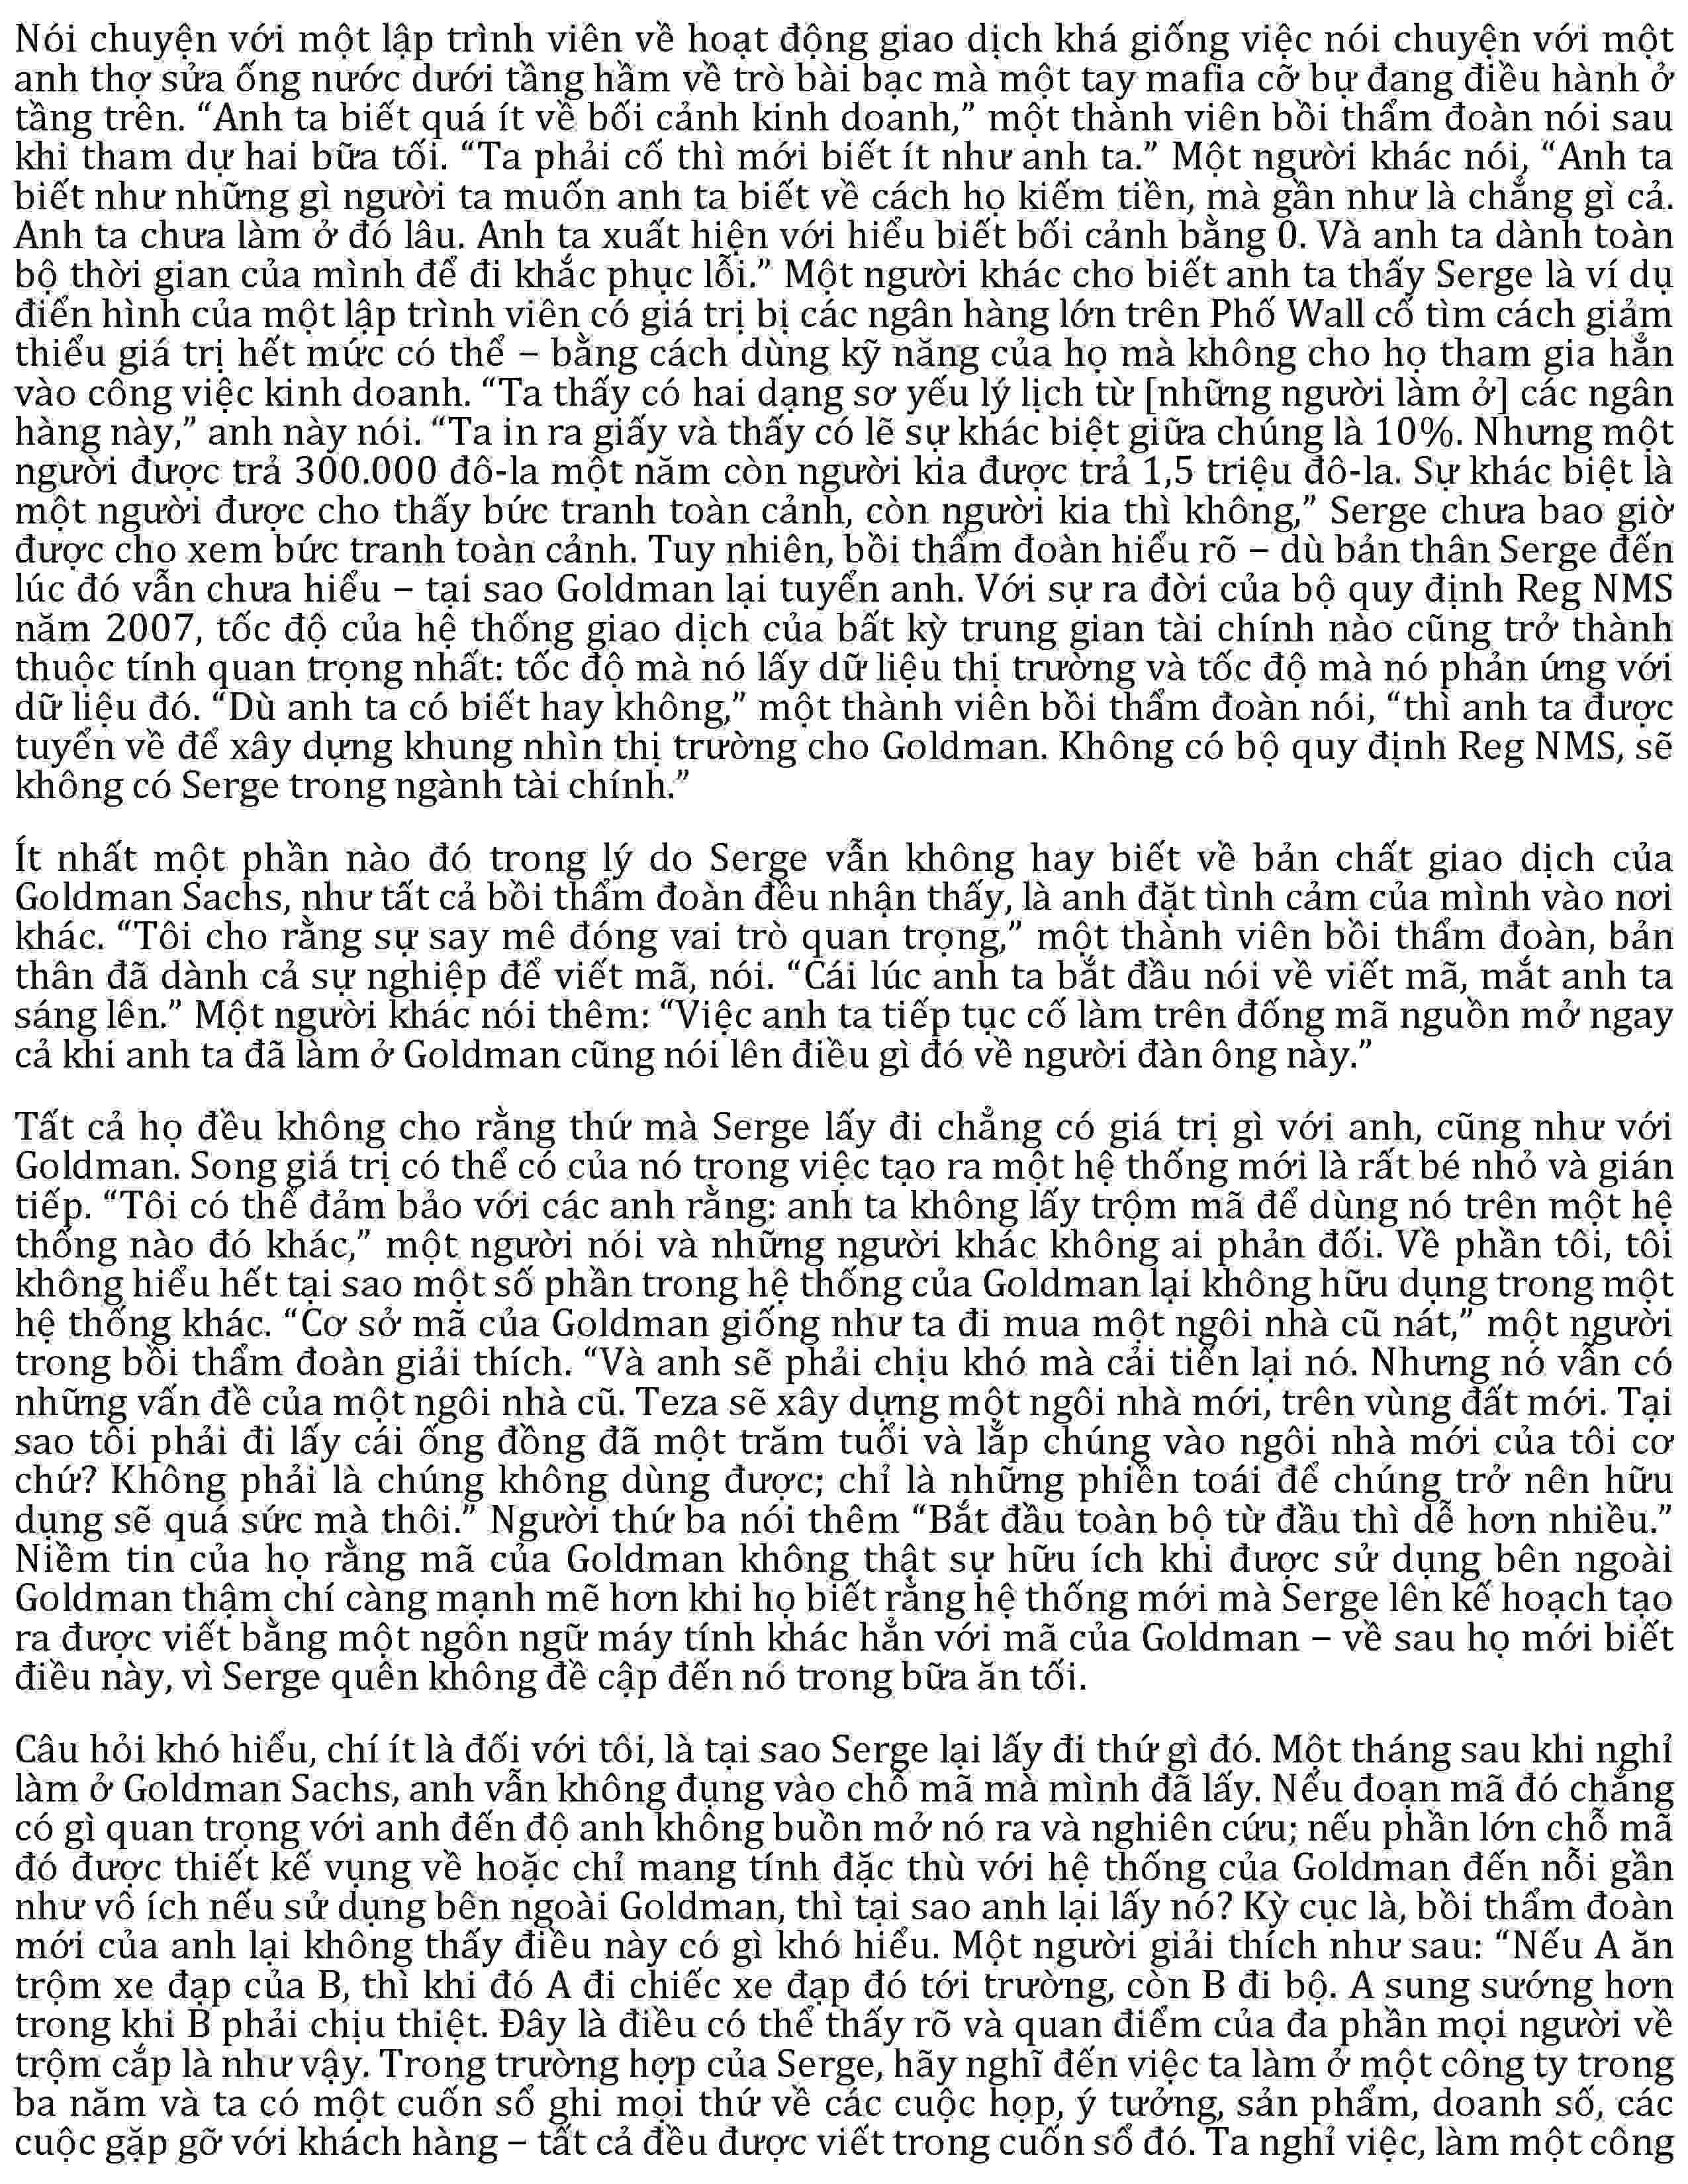 Nói chuyện với một lập trình viên về hoạt động giao dịch khá giống việc nói chuyện với một
anh thợ sửa ống nước dưới tầng hầm về trò bài bạc mà một tay mafia cỡ bự đang điều hành ở
tầng trên. “Anh ta biết quá ít về bối cảnh kinh doanh,” một thành viên bồi thẩm đoàn nói sau
khi tham dự hai bữa tối. “Ta phải cố thì mới biết ít như anh ta.” Một người khác nói, “Anh ta
biết như những gì người ta muốn anh ta biết về cách họ kiếm tiền, mà gần như là chẳng gì cả.
Anh ta chưa làm ở đó lâu. Anh ta xuất hiện với hiểu biết bối cảnh bằng 0. Và anh ta dành toàn
bộ thời gian của mình để đi khắc phục lỗi.” Một người khác cho biết anh ta thấy Serge là ví dụ
điển hình của một lập trình viên có giá trị bị các ngân hàng lớn trên Phố Wall cố tìm cách giảm
thiểu giá trị hết mức có thể – bằng cách dùng kỹ năng của họ mà không cho họ tham gia hẳn
vào công việc kinh doanh. “Ta thấy có hai dạng sơ yếu lý lịch từ [những người làm ở] các ngân
hàng này,” anh này nói. “Ta in ra giấy và thấy có lẽ sự khác biệt giữa chúng là 10%. Nhưng một
người được trả 300.000 đô-la một năm còn người kia được trả 1,5 triệu đô-la. Sự khác biệt là
một người được cho thấy bức tranh toàn cảnh, còn người kia thì không,” Serge chưa bao giờ
được cho xem bức tranh toàn cảnh. Tuy nhiên, bồi thẩm đoàn hiểu rõ – dù bản thân Serge đến
lúc đó vẫn chưa hiểu – tại sao Goldman lại tuyển anh. Với sự ra đời của bộ quy định Reg NMS
năm 2007, tốc độ của hệ thống giao dịch của bất kỳ trung gian tài chính nào cũng trở thành
thuộc tính quan trọng nhất: tốc độ mà nó lấy dữ liệu thị trường và tốc độ mà nó phản ứng với
dữ liệu đó. “Dù anh ta có biết hay không,” một thành viên bồi thẩm đoàn nói, “thì anh ta được
tuyển về để xây dựng khung nhìn thị trường cho Goldman. Không có bộ quy định Reg NMS, sẽ
không có Serge trong ngành tài chính.”
Ít nhất một phần nào đó trong lý do Serge vẫn không hay biết về bản chất giao dịch của
Goldman Sachs, như tất cả bồi thẩm đoàn đều nhận thấy, là anh đặt tình cảm của mình vào nơi
khác. “Tôi cho rằng sự say mê đóng vai trò quan trọng,” một thành viên bồi thẩm đoàn, bản
thân đã dành cả sự nghiệp để viết mã, nói. “Cái lúc anh ta bắt đầu nói về viết mã, mắt anh ta
sáng lên.” Một người khác nói thêm: “Việc anh ta tiếp tục cố làm trên đống mã nguồn mở ngay
cả khi anh ta đã làm ở Goldman cũng nói lên điều gì đó về người đàn ông này.”
Tất cả họ đều không cho rằng thứ mà Serge lấy đi chẳng có giá trị gì với anh, cũng như với
Goldman. Song giá trị có thể có của nó trong việc tạo ra một hệ thống mới là rất bé nhỏ và gián
tiếp. “Tôi có thể đảm bảo với các anh rằng: anh ta không lấy trộm mã để dùng nó trên một hệ
thống nào đó khác,” một người nói và những người khác không ai phản đối. Về phần tôi, tôi
không hiểu hết tại sao một số phần trong hệ thống của Goldman lại không hữu dụng trong một
hệ thống khác. “Cơ sở mã của Goldman giống như ta đi mua một ngôi nhà cũ nát,” một người
trong bồi thẩm đoàn giải thích. “Và anh sẽ phải chịu khó mà cải tiến lại nó. Nhưng nó vẫn có
những vấn đề của một ngôi nhà cũ. Teza sẽ xây dựng một ngôi nhà mới, trên vùng đất mới. Tại
sao tôi phải đi lấy cái ống đồng đã một trăm tuổi và lắp chúng vào ngôi nhà mới của tôi cơ
chứ? Không phải là chúng không dùng được; chỉ là những phiền toái để chúng trở nên hữu
dụng sẽ quá sức mà thôi.” Người thứ ba nói thêm “Bắt đầu toàn bộ từ đầu thì dễ hơn nhiều.”
Niềm tin của họ rằng mã của Goldman không thật sự hữu ích khi được sử dụng bên ngoài
Goldman thậm chí càng mạnh mẽ hơn khi họ biết rằng hệ thống mới mà Serge lên kế hoạch tạo
ra được viết bằng một ngôn ngữ máy tính khác hẳn với mã của Goldman – về sau họ mới biết
điều này, vì Serge quên không đề cập đến nó trong bữa ăn tối.
Câu hỏi khó hiểu, chí ít là đối với tôi, là tại sao Serge lại lấy đi thứ gì đó. Một tháng sau khi nghỉ
làm ở Goldman Sachs, anh vẫn không đụng vào chỗ mã mà mình đã lấy. Nếu đoạn mã đó chẳng
có gì quan trọng với anh đến độ anh không buồn mở nó ra và nghiên cứu; nếu phần lớn chỗ mã
đó được thiết kế vụng về hoặc chỉ mang tính đặc thù với hệ thống của Goldman đến nỗi gần
như vô ích nếu sử dụng bên ngoài Goldman, thì tại sao anh lại lấy nó? Kỳ cục là, bồi thẩm đoàn
mới của anh lại không thấy điều này có gì khó hiểu. Một người giải thích như sau: “Nếu A ăn
trộm xe đạp của B, thì khi đó A đi chiếc xe đạp đó tới trường, còn B đi bộ. A sung sướng hơn
trong khi B phải chịu thiệt. Đây là điều có thể thấy rõ và quan điểm của đa phần mọi người về
trộm cắp là như vậy. Trong trường hợp của Serge, hãy nghĩ đến việc ta làm ở một công ty trong
ba năm và ta có một cuốn sổ ghi mọi thứ về các cuộc họp, ý tưởng, sản phẩm, doanh số, các
cuộc gặp gỡ với khách hàng – tất cả đều được viết trong cuốn sổ đó. Ta nghỉ việc, làm một công